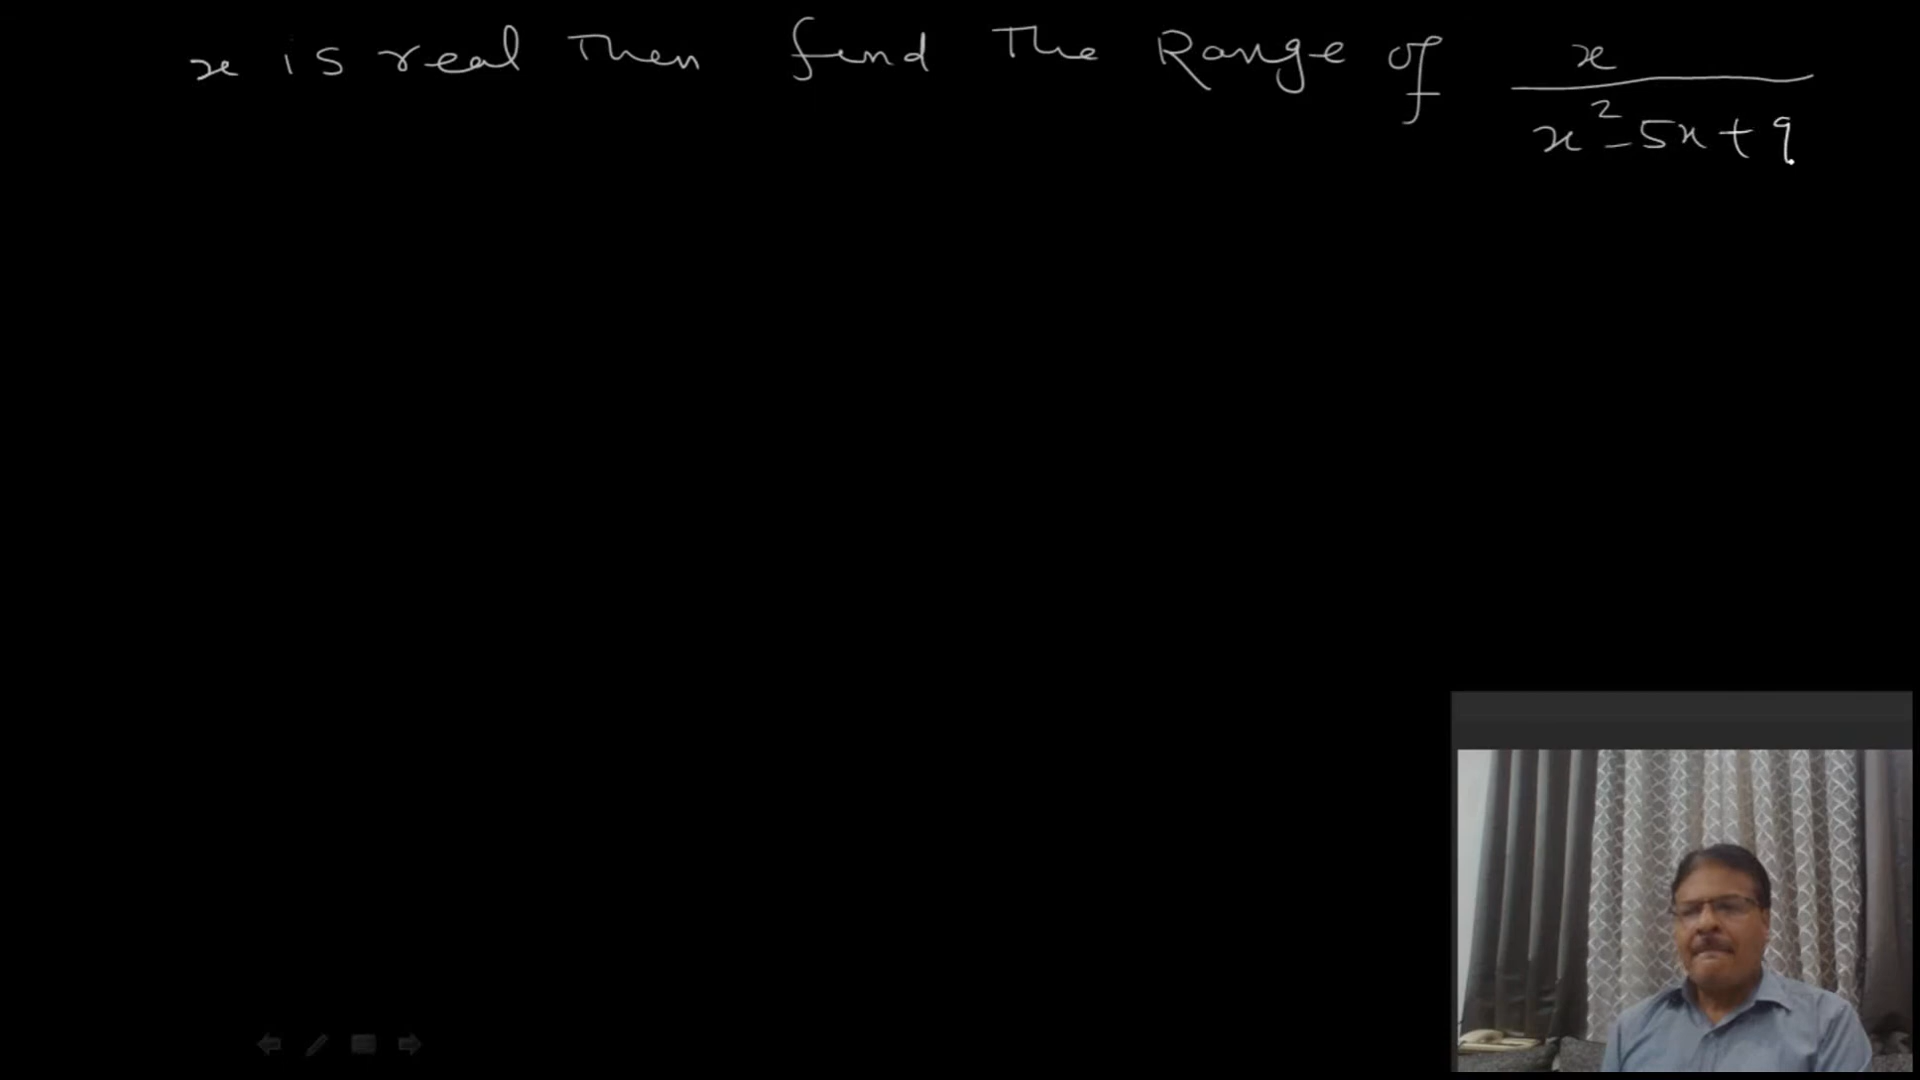 x is real Then find The Range of x / x² - 5x + 9